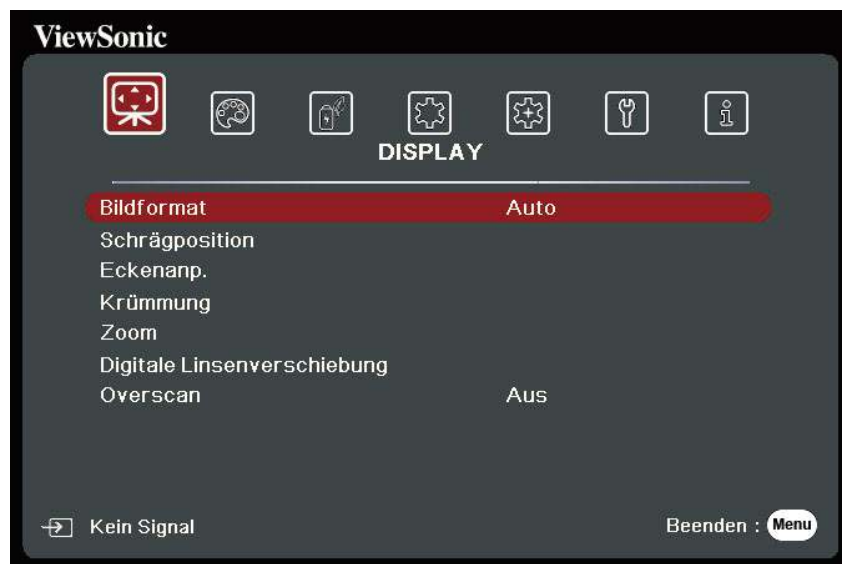 ViewSonic
DISPLAY
Bildformat Auto
Schrägposition
Eckenanp.
Krümmung
Zoom
Digitale Linsenverschiebung
Overscan Aus
Kein Signal Beenden : Menu